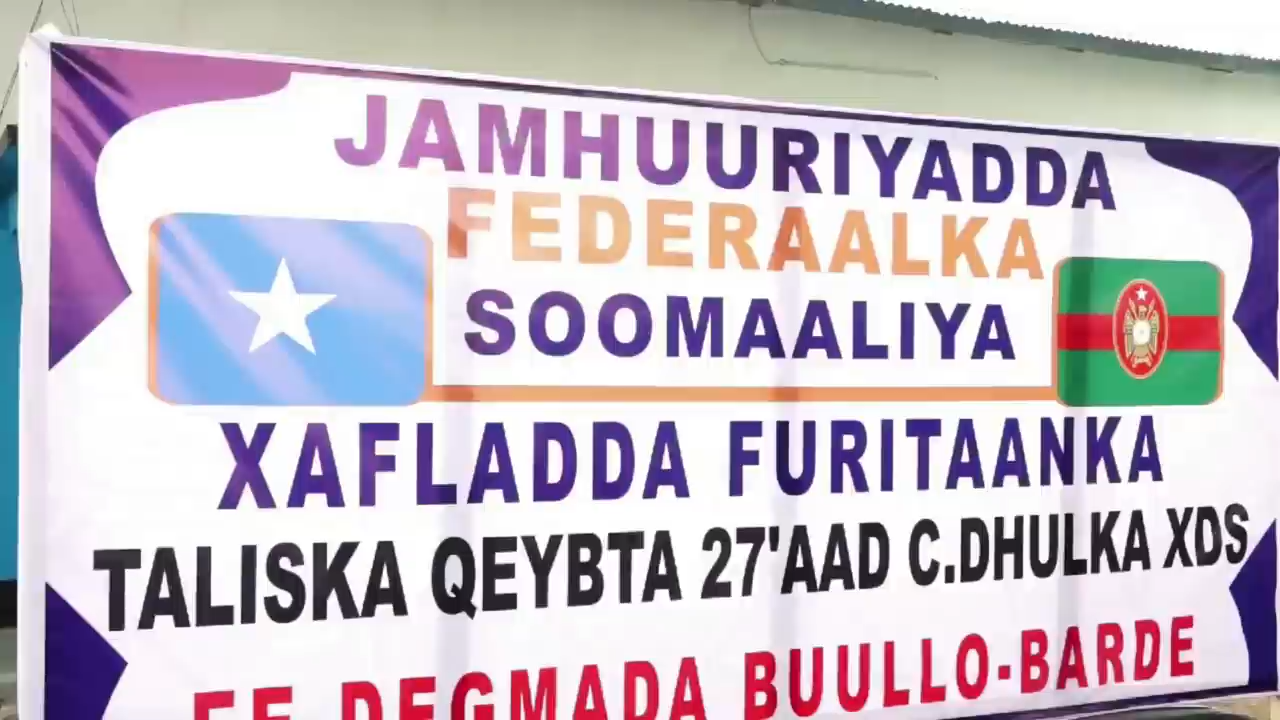 JAMHUURIYADDA
FEDERAALKA
SOOMAALIYA
XAFLADDA FURITAANKA
TALISKA QEYBTA 27'AAD C.DHULKA XDS
EE DEGMADA BUULLO-BARDE